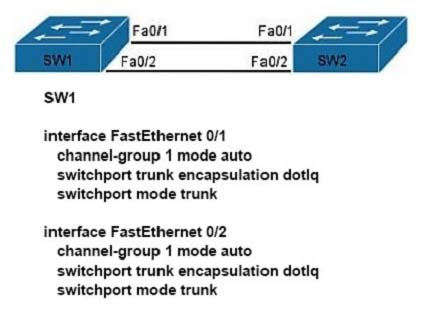 Fa0/1 Fa0/1
SW1 Fa0/2 Fa0/2 SW2
SW1
interface FastEthernet 0/1
channel-group 1 mode auto
switchport trunk encapsulation dotlq
switchport mode trunk
interface FastEthernet 0/2
channel-group 1 mode auto
switchport trunk encapsulation dotlq
switchport mode trunk